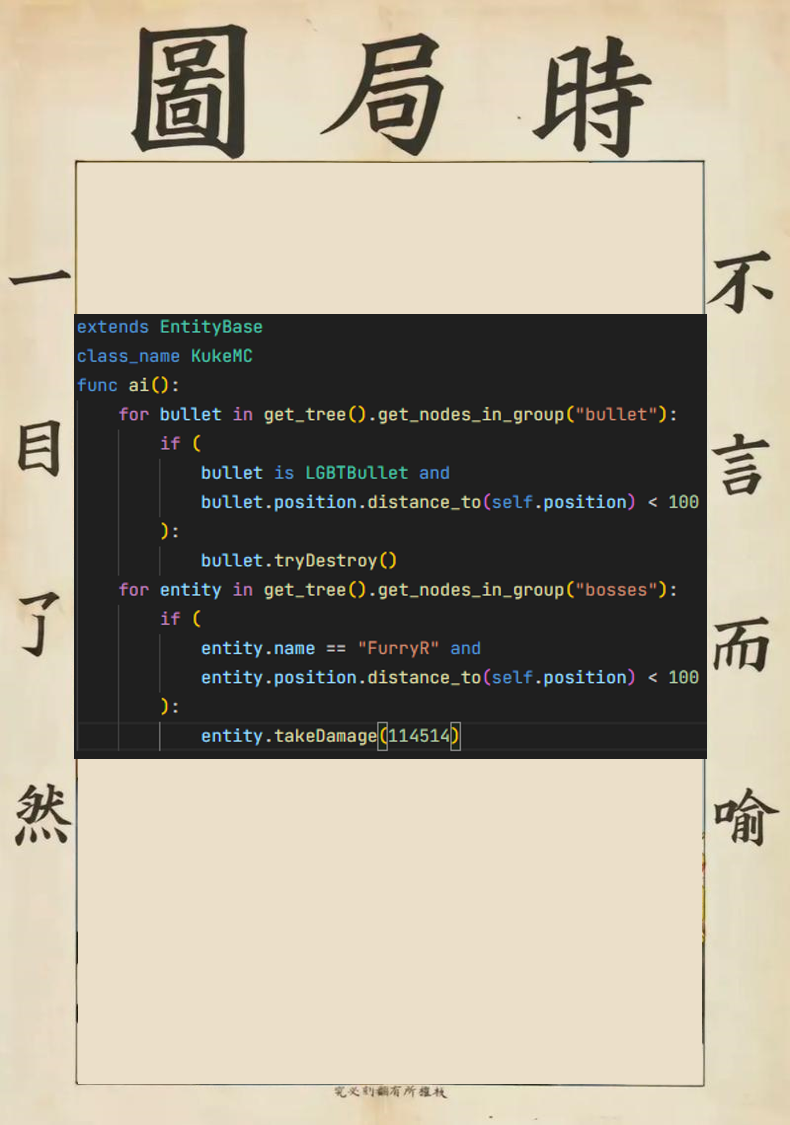 時局圖
不言而喻
一目了然
extends EntityBase
class_name KukeMC
func ai():
    for bullet in get_tree().get_nodes_in_group("bullet"):
        if (
            bullet is LGBTBullet and
            bullet.position.distance_to(self.position) < 100
        ):
            bullet.tryDestroy()
    for entity in get_tree().get_nodes_in_group("bosses"):
        if (
            entity.name == "FurryR" and
            entity.position.distance_to(self.position) < 100
        ):
            entity.takeDamage(114514)
權所有翻刻必究